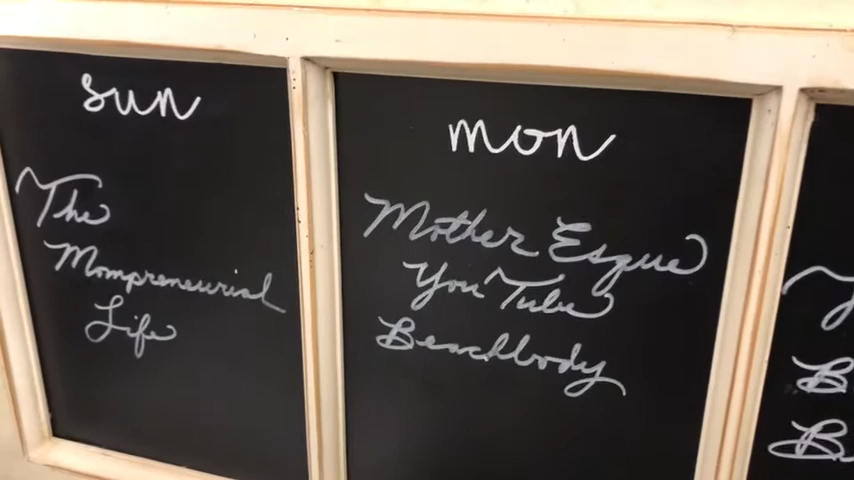 sun
The
Mompreneurial
Life
mon
Mother Esque
YouTube
Beachbody